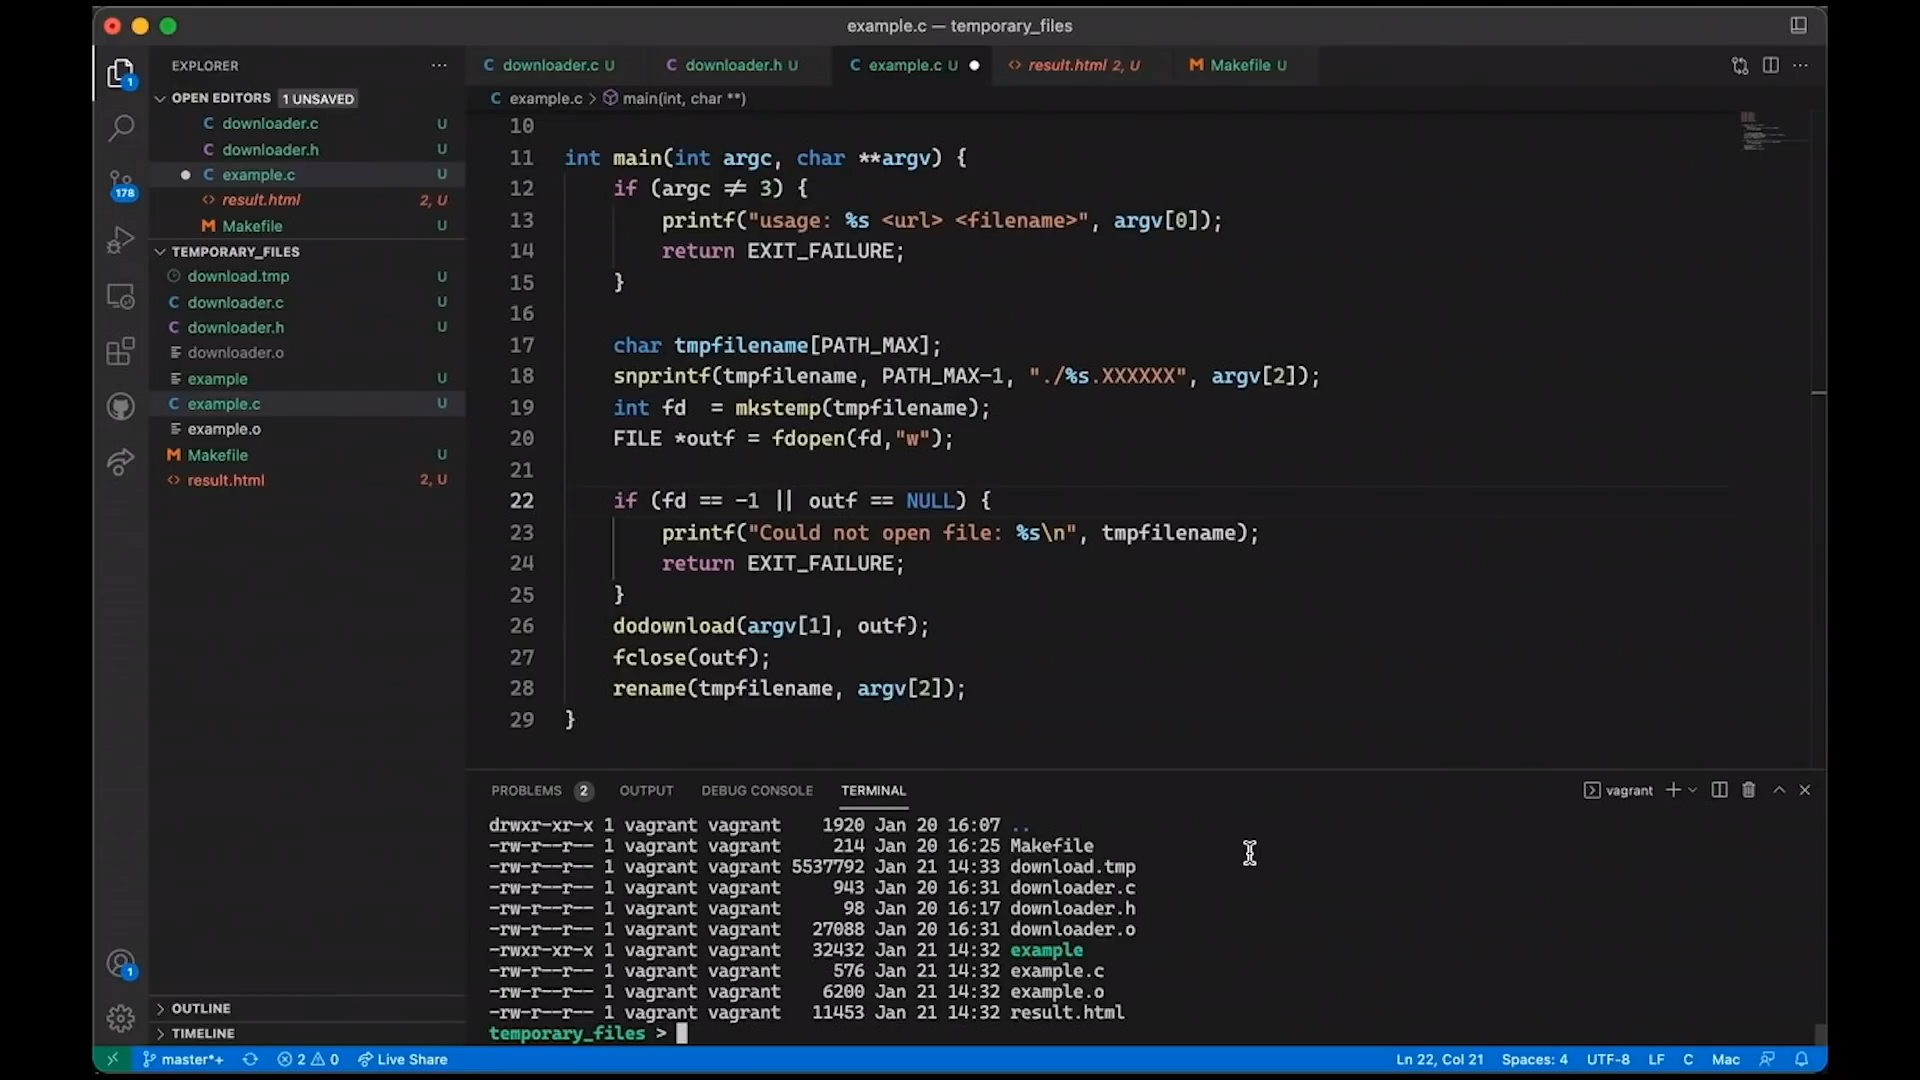 example.c — temporary_files
EXPLORER
OPEN EDITORS 1 UNSAVED
downloader.c U
downloader.h U
example.c U
result.html 2, U
Makefile U
TEMPORARY_FILES
download.tmp U
downloader.c U
downloader.h U
downloader.o
example U
example.c U
example.o
Makefile U
result.html 2, U
OUTLINE
TIMELINE
1
178
1
C downloader.c U
C downloader.h U
C example.c U
<> result.html 2, U
M Makefile U
C example.c > main(int, char **)
10
11 int main(int argc, char **argv) {
12 if (argc ≠ 3) {
13 printf("usage: %s <url> <filename>", argv[0]);
14 return EXIT_FAILURE;
15 }
16
17 char tmpfilename[PATH_MAX];
18 snprintf(tmpfilename, PATH_MAX-1, "./%s.XXXXXX", argv[2]);
19 int fd  = mkstemp(tmpfilename);
20 FILE *outf = fdopen(fd,"w");
21
22 if (fd == -1 || outf == NULL) {
23 printf("Could not open file: %s\n", tmpfilename);
24 return EXIT_FAILURE;
25 }
26 dodownload(argv[1], outf);
27 fclose(outf);
28 rename(tmpfilename, argv[2]);
29 }
PROBLEMS 2 OUTPUT DEBUG CONSOLE TERMINAL vagrant
drwxr-xr-x 1 vagrant vagrant    1920 Jan 20 16:07 ..
-rw-r--r-- 1 vagrant vagrant     214 Jan 20 16:25 Makefile
-rw-r--r-- 1 vagrant vagrant 5537792 Jan 21 14:33 download.tmp
-rw-r--r-- 1 vagrant vagrant     943 Jan 20 16:31 downloader.c
-rw-r--r-- 1 vagrant vagrant      98 Jan 20 16:17 downloader.h
-rw-r--r-- 1 vagrant vagrant   27088 Jan 20 16:31 downloader.o
-rwxr-xr-x 1 vagrant vagrant   32432 Jan 21 14:32 example
-rw-r--r-- 1 vagrant vagrant     576 Jan 21 14:32 example.c
-rw-r--r-- 1 vagrant vagrant    6200 Jan 21 14:32 example.o
-rw-r--r-- 1 vagrant vagrant   11453 Jan 21 14:32 result.html
temporary_files >
master*+ 2 0 Live Share Ln 22, Col 21 Spaces: 4 UTF-8 LF C Mac